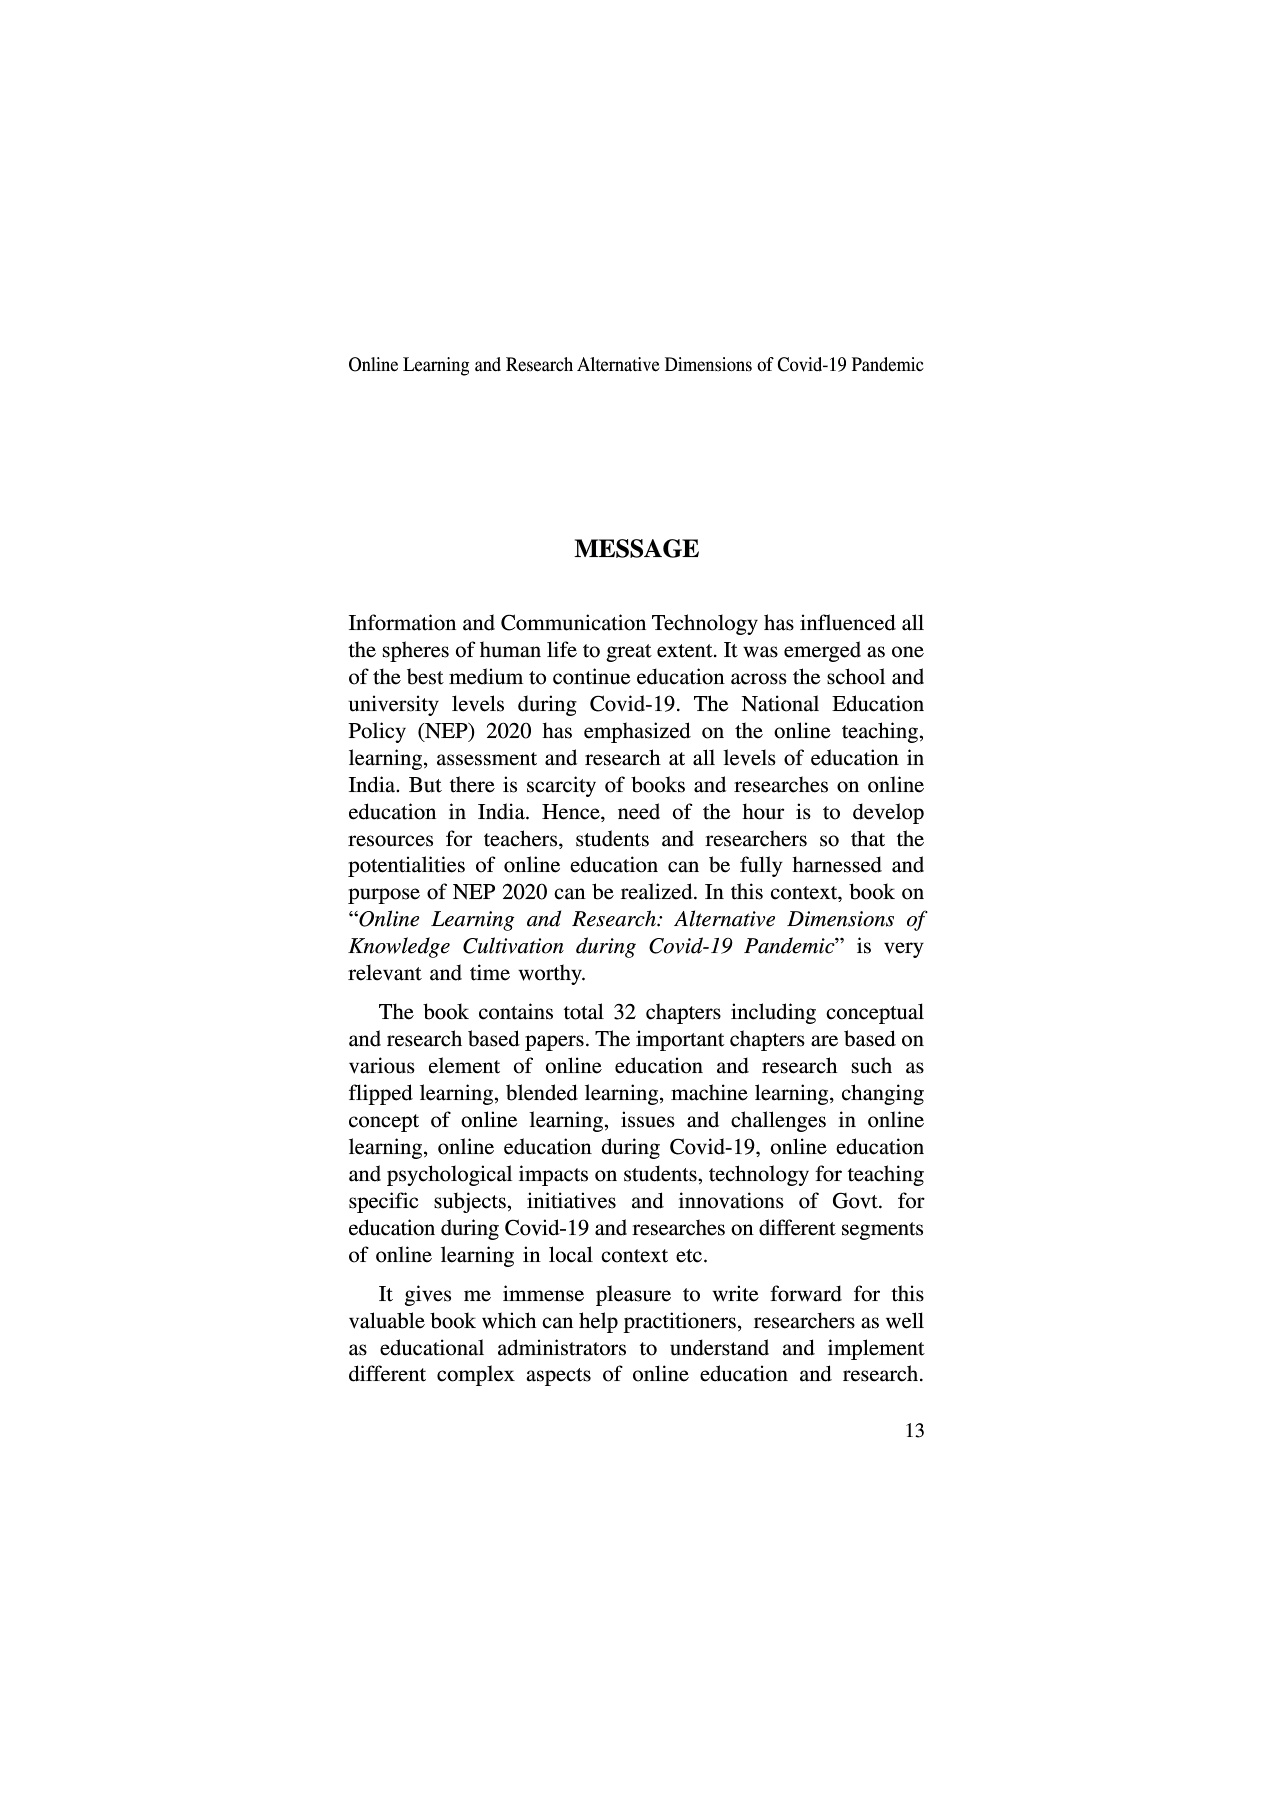 Online Learning and Research Alternative Dimensions of Covid-19 Pandemic
MESSAGE
Information and Communication Technology has influenced all
the spheres of human life to great extent. It was emerged as one
of the best medium to continue education across the school and
university levels during Covid-19. The National Education
Policy (NEP) 2020 has emphasized on the online teaching,
learning, assessment and research at all levels of education in
India. But there is scarcity of books and researches on online
education in India. Hence, need of the hour is to develop
resources for teachers, students and researchers so that the
potentialities of online education can be fully harnessed and
purpose of NEP 2020 can be realized. In this context, book on
“Online Learning and Research: Alternative Dimensions of
Knowledge Cultivation during Covid-19 Pandemic” is very
relevant and time worthy.
The book contains total 32 chapters including conceptual
and research based papers. The important chapters are based on
various element of online education and research such as
flipped learning, blended learning, machine learning, changing
concept of online learning, issues and challenges in online
learning, online education during Covid-19, online education
and psychological impacts on students, technology for teaching
specific subjects, initiatives and innovations of Govt. for
education during Covid-19 and researches on different segments
of online learning in local context etc.
It gives me immense pleasure to write forward for this
valuable book which can help practitioners, researchers as well
as educational administrators to understand and implement
different complex aspects of online education and research.
13